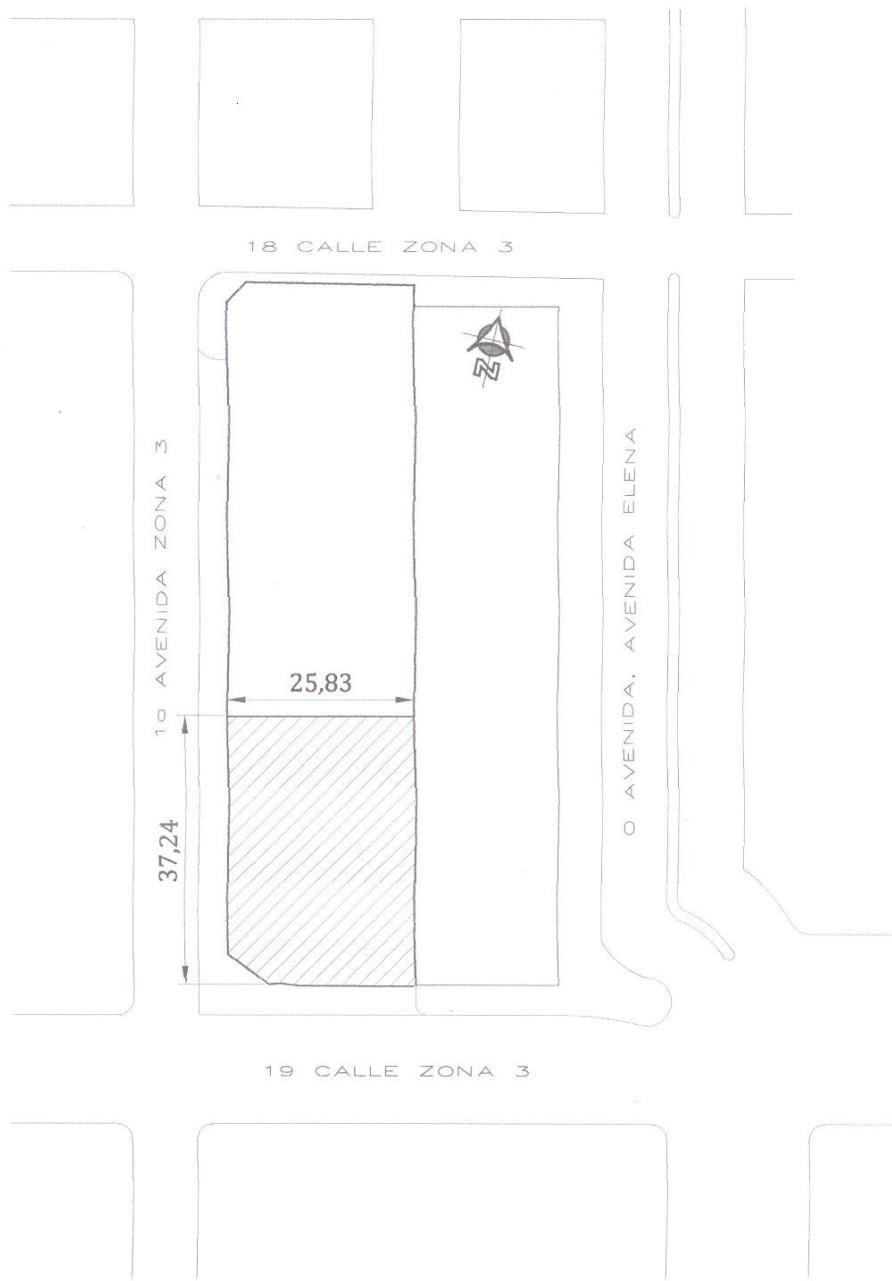 18 CALLE ZONA 3
N
10 AVENIDA ZONA 3
0 AVENIDA, AVENIDA ELENA
25,83
37,24
19 CALLE ZONA 3